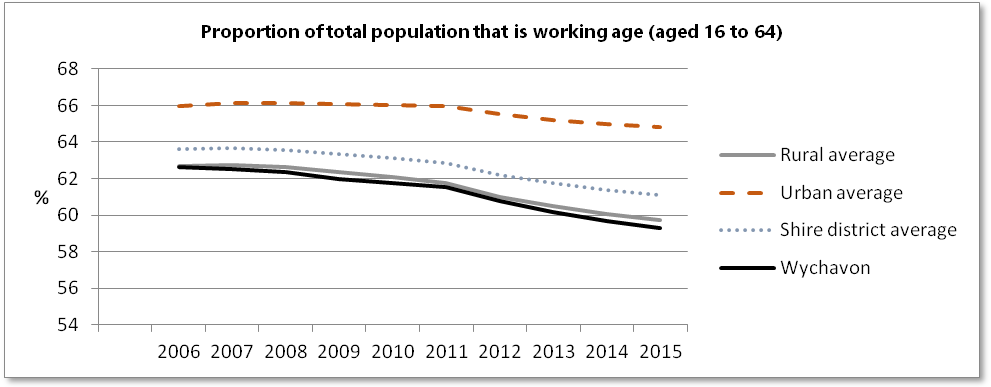 Proportion of total population that is working age (aged 16 to 64)
68
66
64
62
60
58
56
54
%
2006 2007 2008 2009 2010 2011 2012 2013 2014 2015
Rural average
Urban average
Shire district average
Wychavon